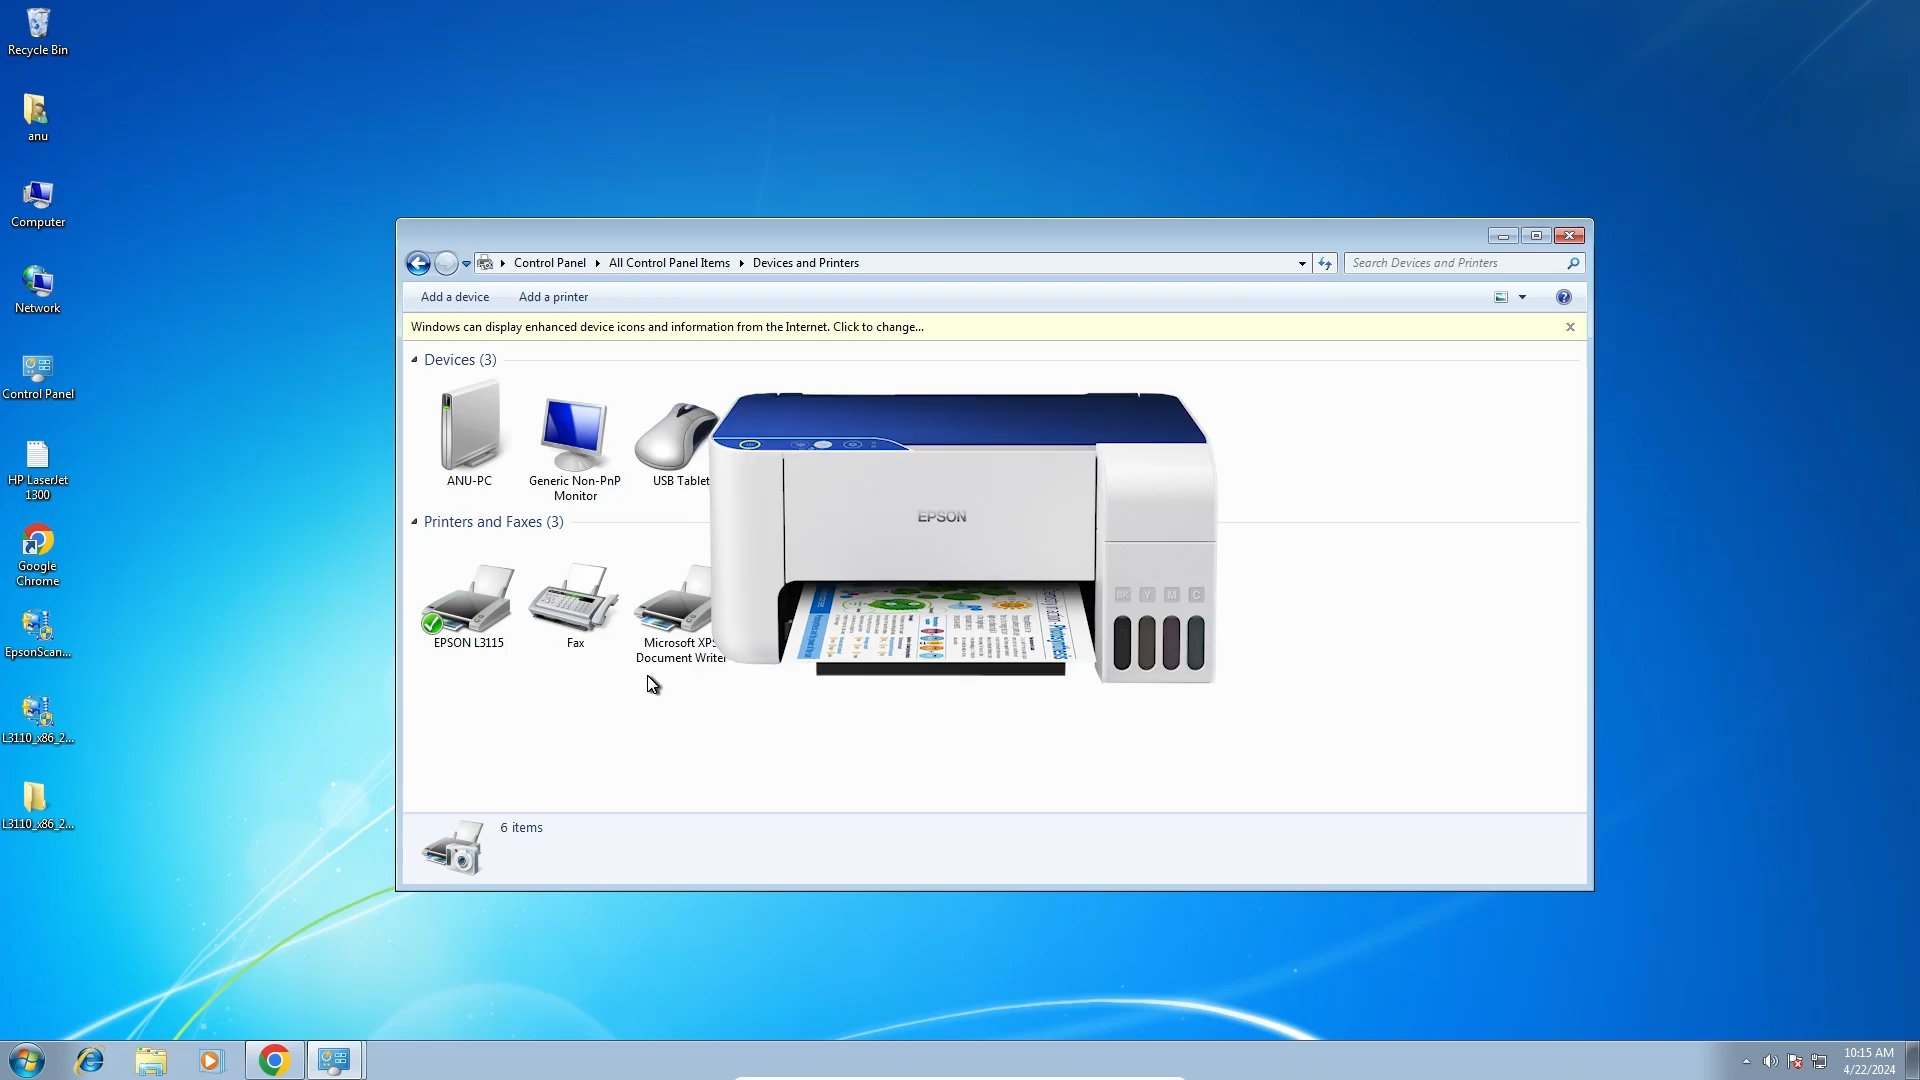 Recycle Bin
anu
Computer
Network
Control Panel
HP LaserJet
1300
Google
Chrome
EpsonScan...
L3110_x86_2...
L3110_x86_2...
Control Panel
All Control Panel Items
Devices and Printers
Search Devices and Printers
Add a device
Add a printer
Windows can display enhanced device icons and information from the Internet. Click to change...
Devices (3)
ANU-PC
Generic Non-PnP
Monitor
USB Tablet
Printers and Faxes (3)
EPSON L3115
Fax
Microsoft XPS
Document Writer
EPSON
BK Y M C
6 items
10:15 AM
4/22/2024